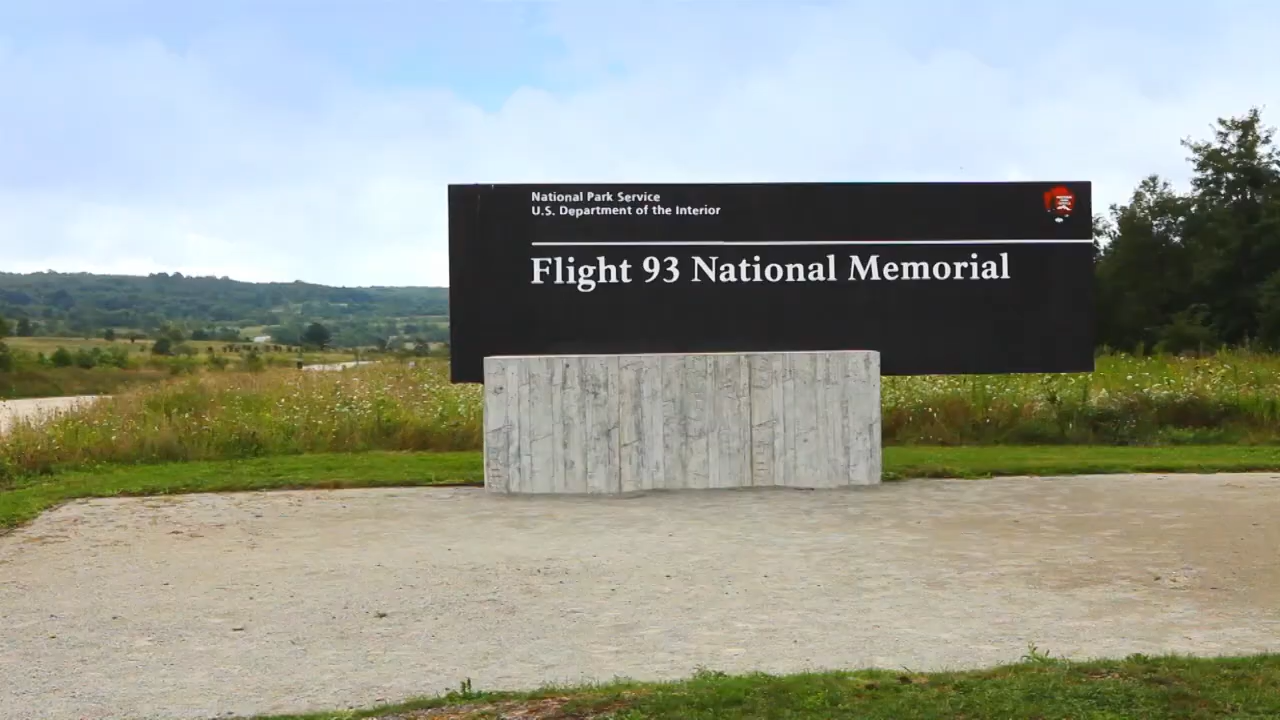 National Park Service
U.S. Department of the Interior
Flight 93 National Memorial